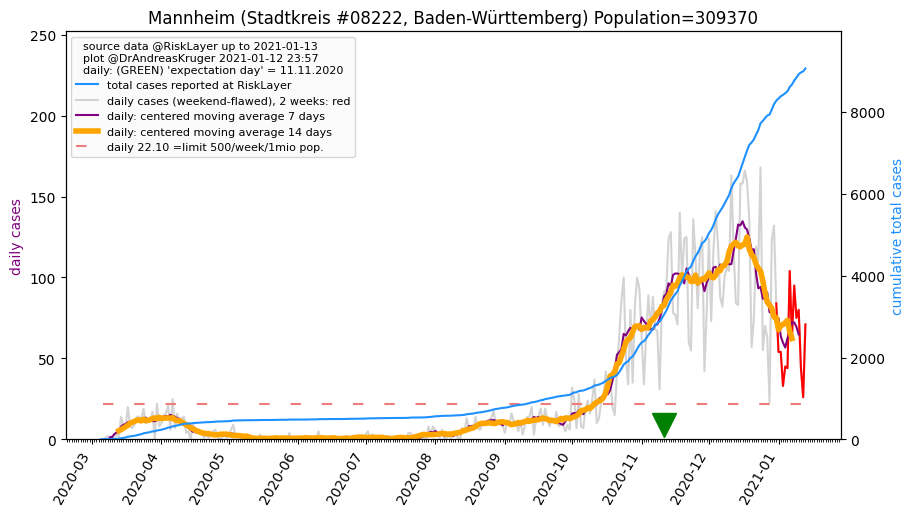 Mannheim (Stadtkreis #08222, Baden-Württemberg) Population=309370
source data @RiskLayer up to 2021-01-13
plot @DrAndreasKruger 2021-01-12 23:57
daily: (GREEN) 'expectation day' = 11.11.2020
total cases reported at RiskLayer
daily cases (weekend-flawed), 2 weeks: red
daily: centered moving average 7 days
daily: centered moving average 14 days
daily 22.10 =limit 500/week/1mio pop.
daily cases
250
200
150
100
50
0
cumulative total cases
8000
6000
4000
2000
0
2020-03
2020-04
2020-05
2020-06
2020-07
2020-08
2020-09
2020-10
2020-11
2020-12
2021-01